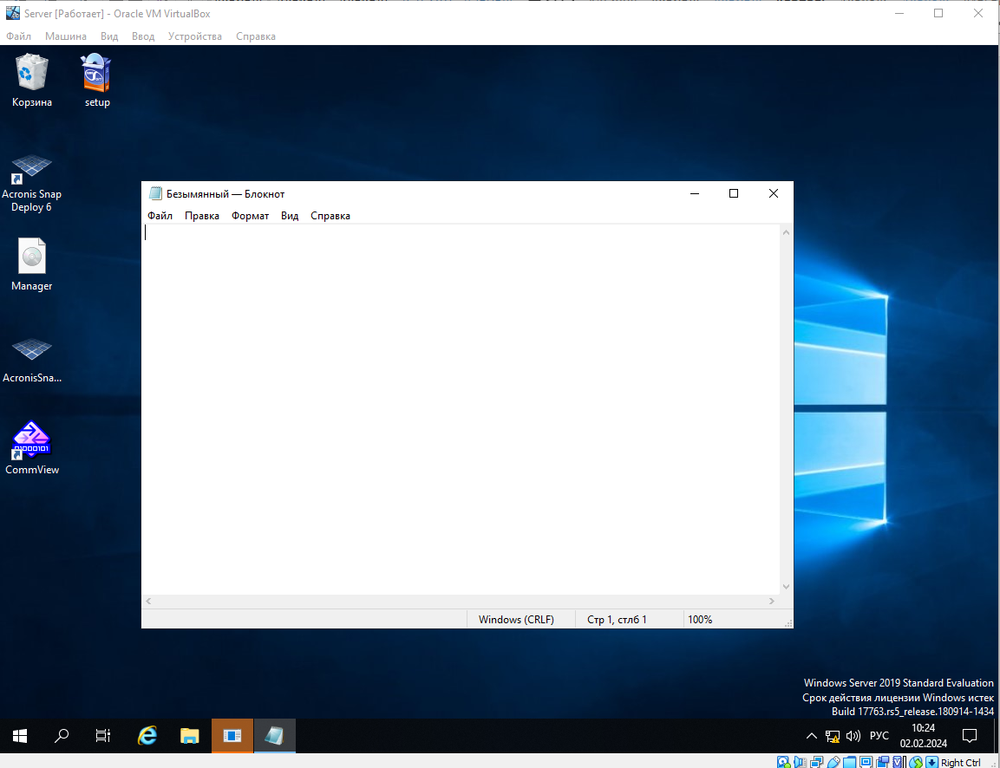 Server [Работает] - Oracle VM VirtualBox
Файл Машина Вид Ввод Устройства Справка
Корзина
setup
Acronis Snap
Deploy 6
Manager
AcronisSna...
01000101
CommView
Безымянный — Блокнот
Файл Правка Формат Вид Справка
Windows (CRLF) Стр 1, стлб 1 100%
Windows Server 2019 Standard Evaluation
Срок действия лицензии Windows истек
Build 17763.rs5_release.180914-1434
РУС
10:24
02.02.2024
Right Ctrl